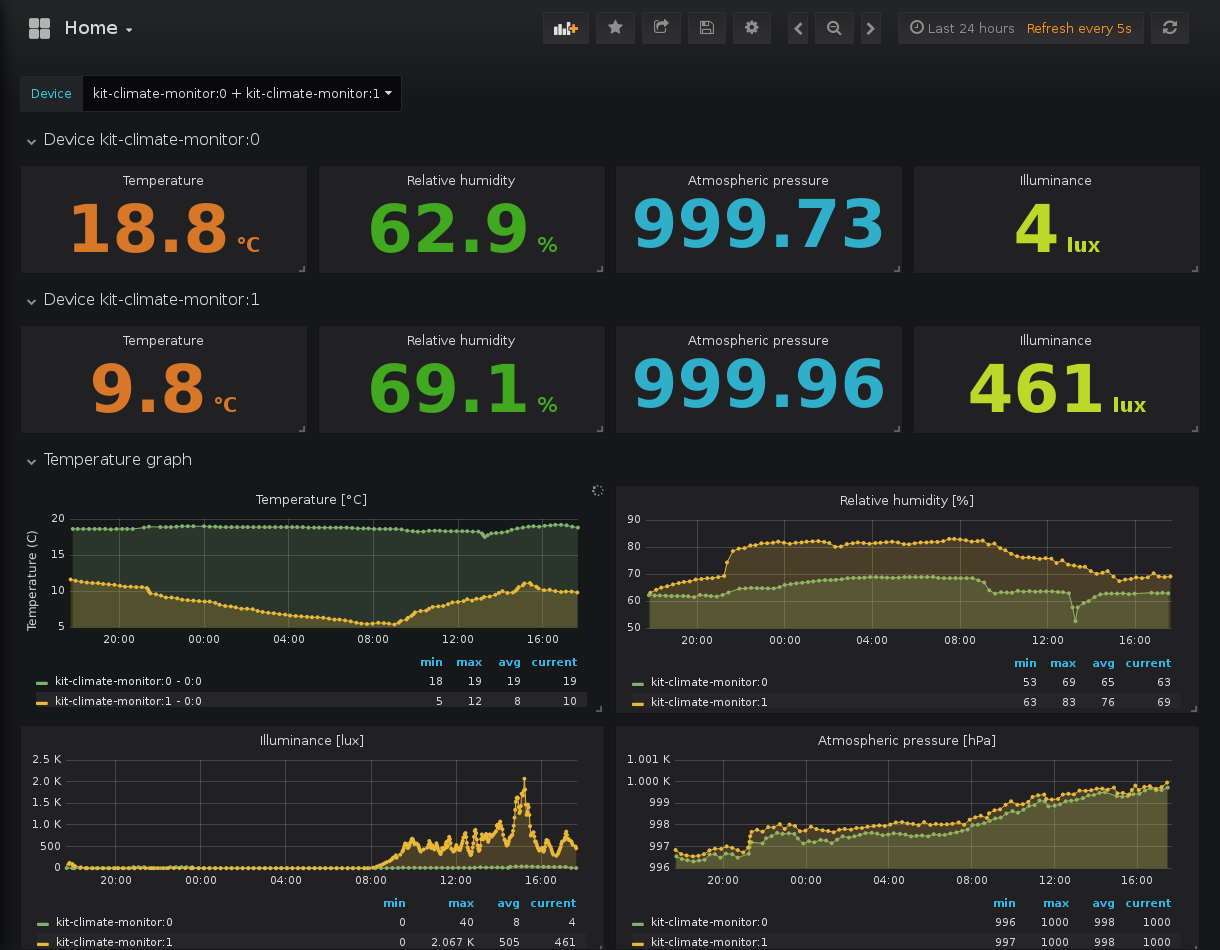 Home
Last 24 hours Refresh every 5s
Device kit-climate-monitor:0 + kit-climate-monitor:1
Device kit-climate-monitor:0
Temperature Relative humidity Atmospheric pressure Illuminance
18.8 °C 62.9 % 999.73 4 lux
Device kit-climate-monitor:1
Temperature Relative humidity Atmospheric pressure Illuminance
9.8 °C 69.1 % 999.96 461 lux
Temperature graph
Temperature [°C]
Temperature (C)
20
15
10
5
20:00 00:00 04:00 08:00 12:00 16:00
min max avg current
kit-climate-monitor:0 - 0:0 18 19 19 19
kit-climate-monitor:1 - 0:0 5 12 8 10
Relative humidity [%]
90
80
70
60
50
20:00 00:00 04:00 08:00 12:00 16:00
min max avg current
kit-climate-monitor:0 53 69 65 63
kit-climate-monitor:1 63 83 76 69
Illuminance [lux]
2.5 K
2.0 K
1.5 K
1.0 K
500
0
20:00 00:00 04:00 08:00 12:00 16:00
min max avg current
kit-climate-monitor:0 0 40 8 4
kit-climate-monitor:1 0 2.067 K 505 461
Atmospheric pressure [hPa]
1.001 K
1.000 K
999
998
997
996
20:00 00:00 04:00 08:00 12:00 16:00
min max avg current
kit-climate-monitor:0 996 1000 998 1000
kit-climate-monitor:1 997 1000 998 1000